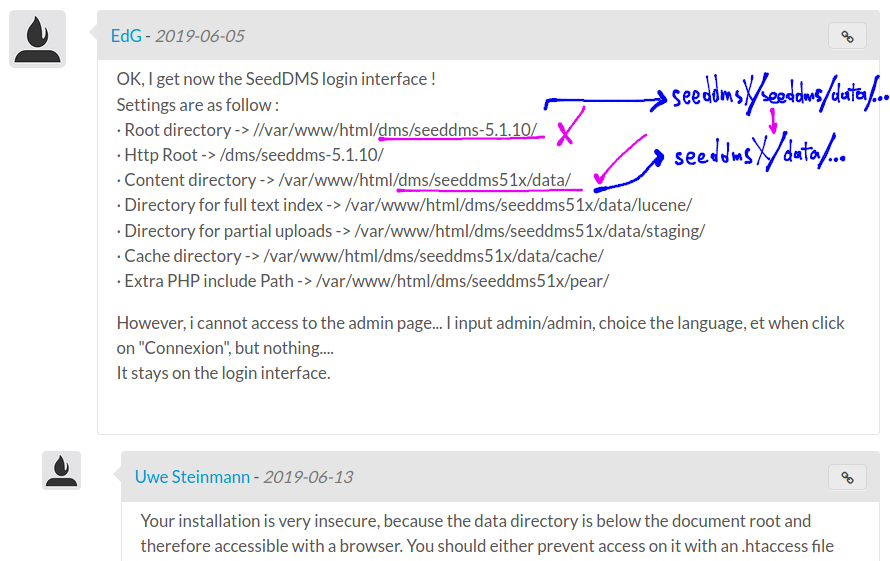 EdG - 2019-06-05
OK, I get now the SeedDMS login interface !
Settings are as follow :
· Root directory -> //var/www/html/dms/seeddms-5.1.10/
· Http Root -> /dms/seeddms-5.1.10/
· Content directory -> /var/www/html/dms/seeddms51x/data/
· Directory for full text index -> /var/www/html/dms/seeddms51x/data/lucene/
· Directory for partial uploads -> /var/www/html/dms/seeddms51x/data/staging/
· Cache directory -> /var/www/html/dms/seeddms51x/data/cache/
· Extra PHP include Path -> /var/www/html/dms/seeddms51x/pear/
seeddmsX/seeddms/data/...
X
seeddmsX/data/...
However, i cannot access to the admin page... I input admin/admin, choice the language, et when click
on "Connexion", but nothing....
It stays on the login interface.
Uwe Steinmann - 2019-06-13
Your installation is very insecure, because the data directory is below the document root and
therefore accessible with a browser. You should either prevent access on it with an .htaccess file